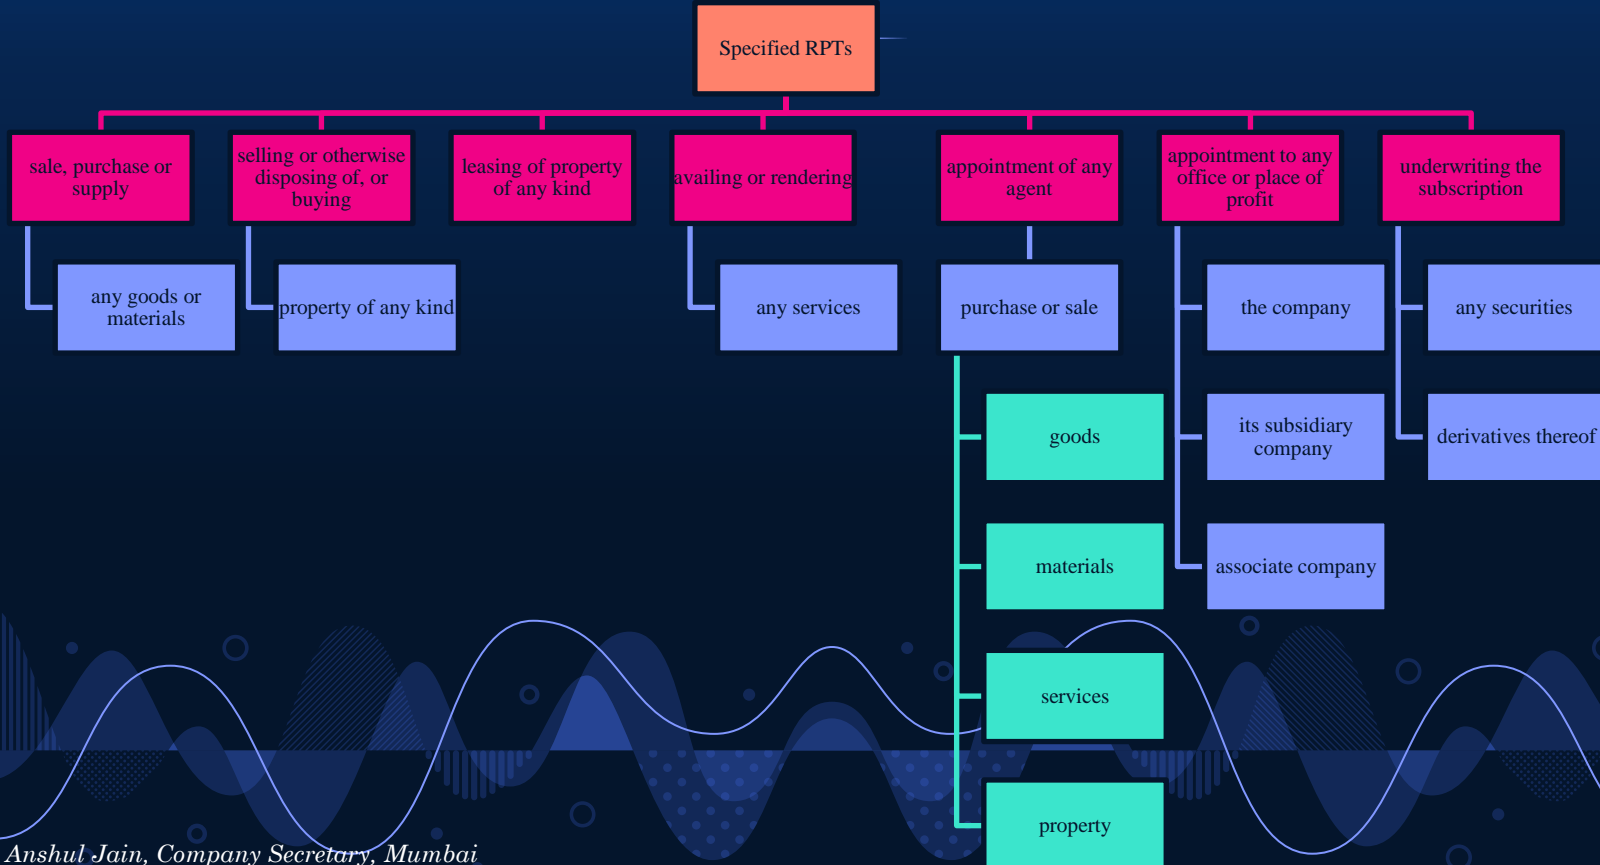 Specified RPTs
sale, purchase or
supply
selling or otherwise
disposing of, or
buying
leasing of property
of any kind
availing or rendering
appointment of any
agent
appointment to any
office or place of
profit
underwriting the
subscription
any goods or
materials
property of any kind
any services
purchase or sale
the company
any securities
goods
its subsidiary
company
derivatives thereof
materials
associate company
services
property
Anshul Jain, Company Secretary, Mumbai